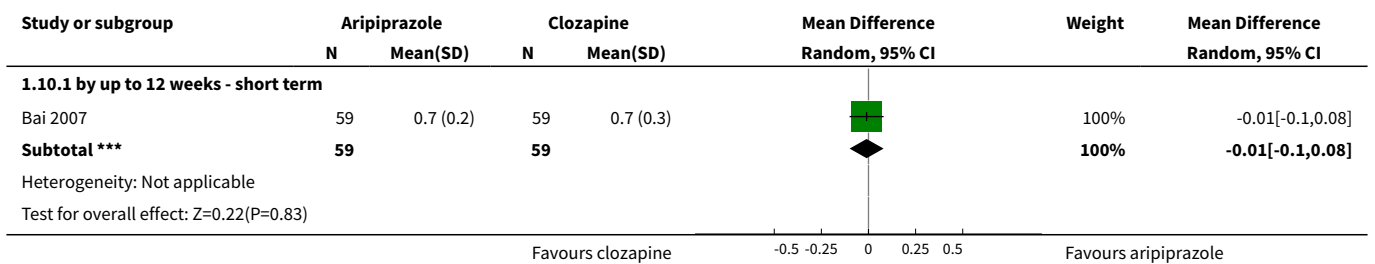 Study or subgroup Aripiprazole Clozapine Mean Difference Weight Mean Difference
N Mean(SD) N Mean(SD) Random, 95% CI Random, 95% CI
1.10.1 by up to 12 weeks - short term
Bai 2007 59 0.7 (0.2) 59 0.7 (0.3) 100% -0.01[-0.1,0.08]
Subtotal *** 59 59 100% -0.01[-0.1,0.08]
Heterogeneity: Not applicable
Test for overall effect: Z=0.22(P=0.83)
Favours clozapine -0.5 -0.25 0 0.25 0.5 Favours aripiprazole